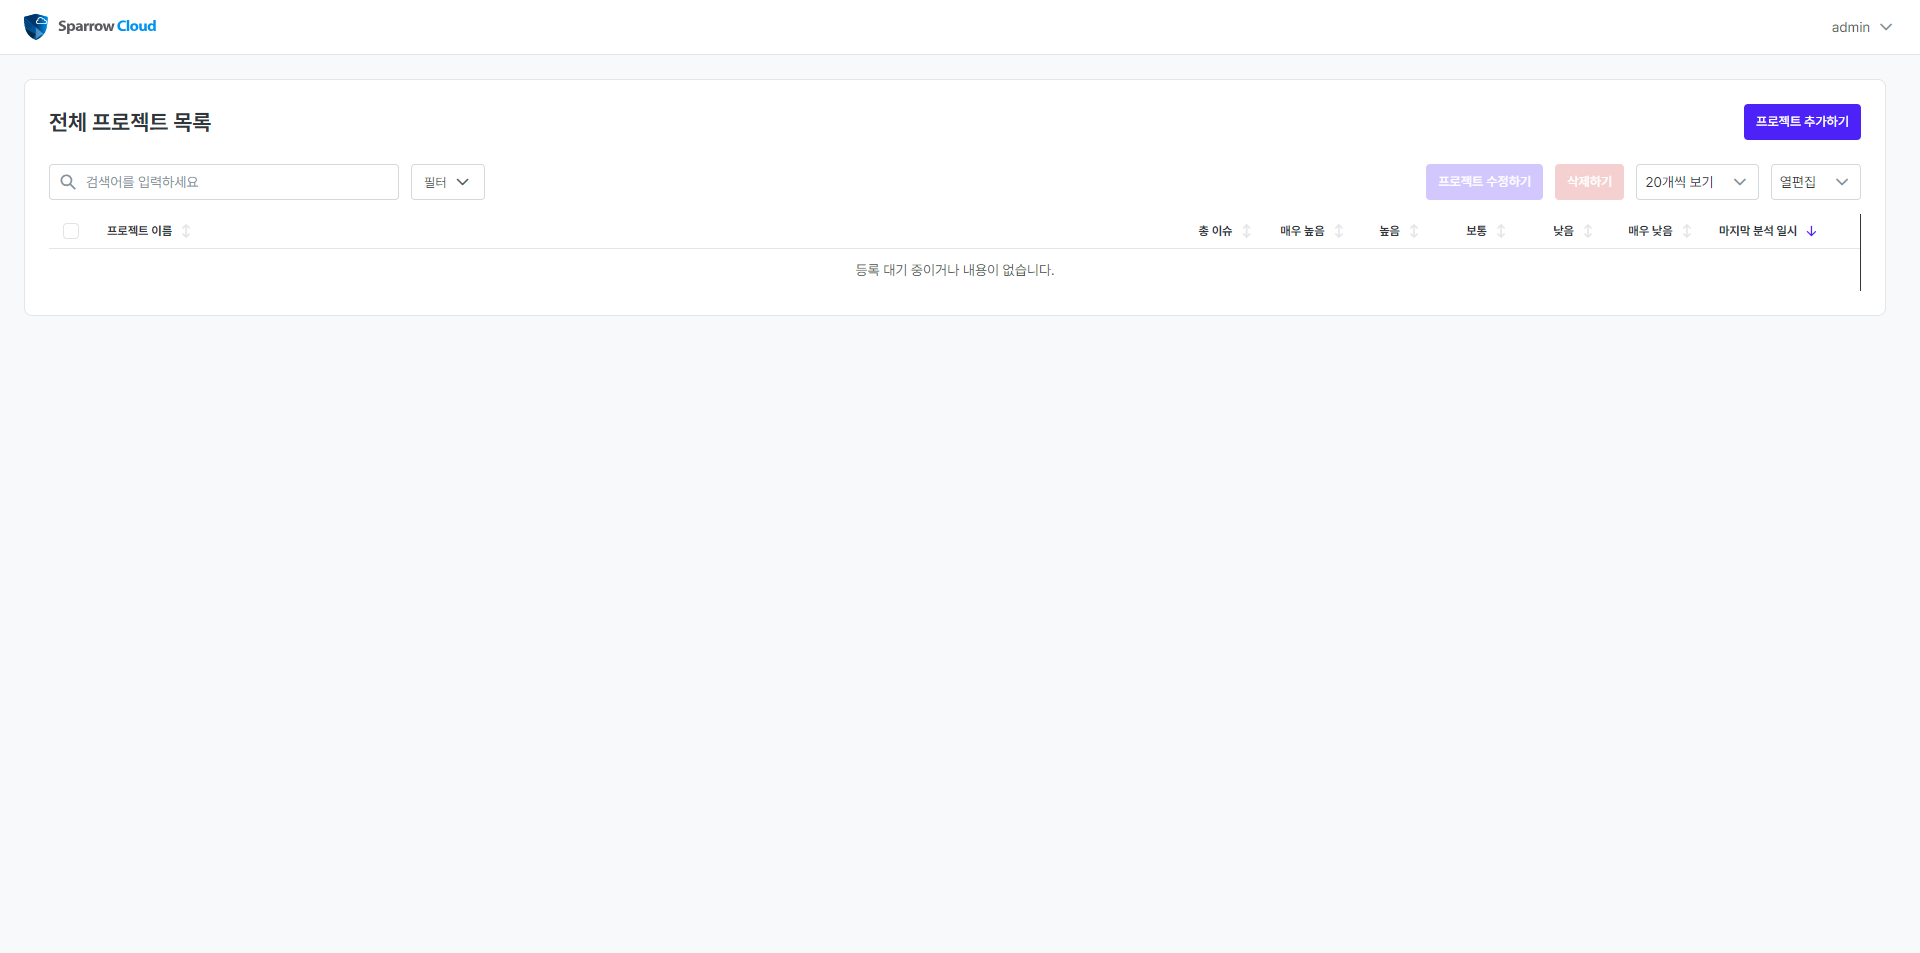 Sparrow Cloud
admin
전체 프로젝트 목록
프로젝트 추가하기
검색어를 입력하세요
필터
프로젝트 수정하기
삭제하기
20개씩 보기
열편집
프로젝트 이름
총 이슈
매우 높음
높음
보통
낮음
매우 낮음
마지막 분석 일시
등록 대기 중이거나 내용이 없습니다.